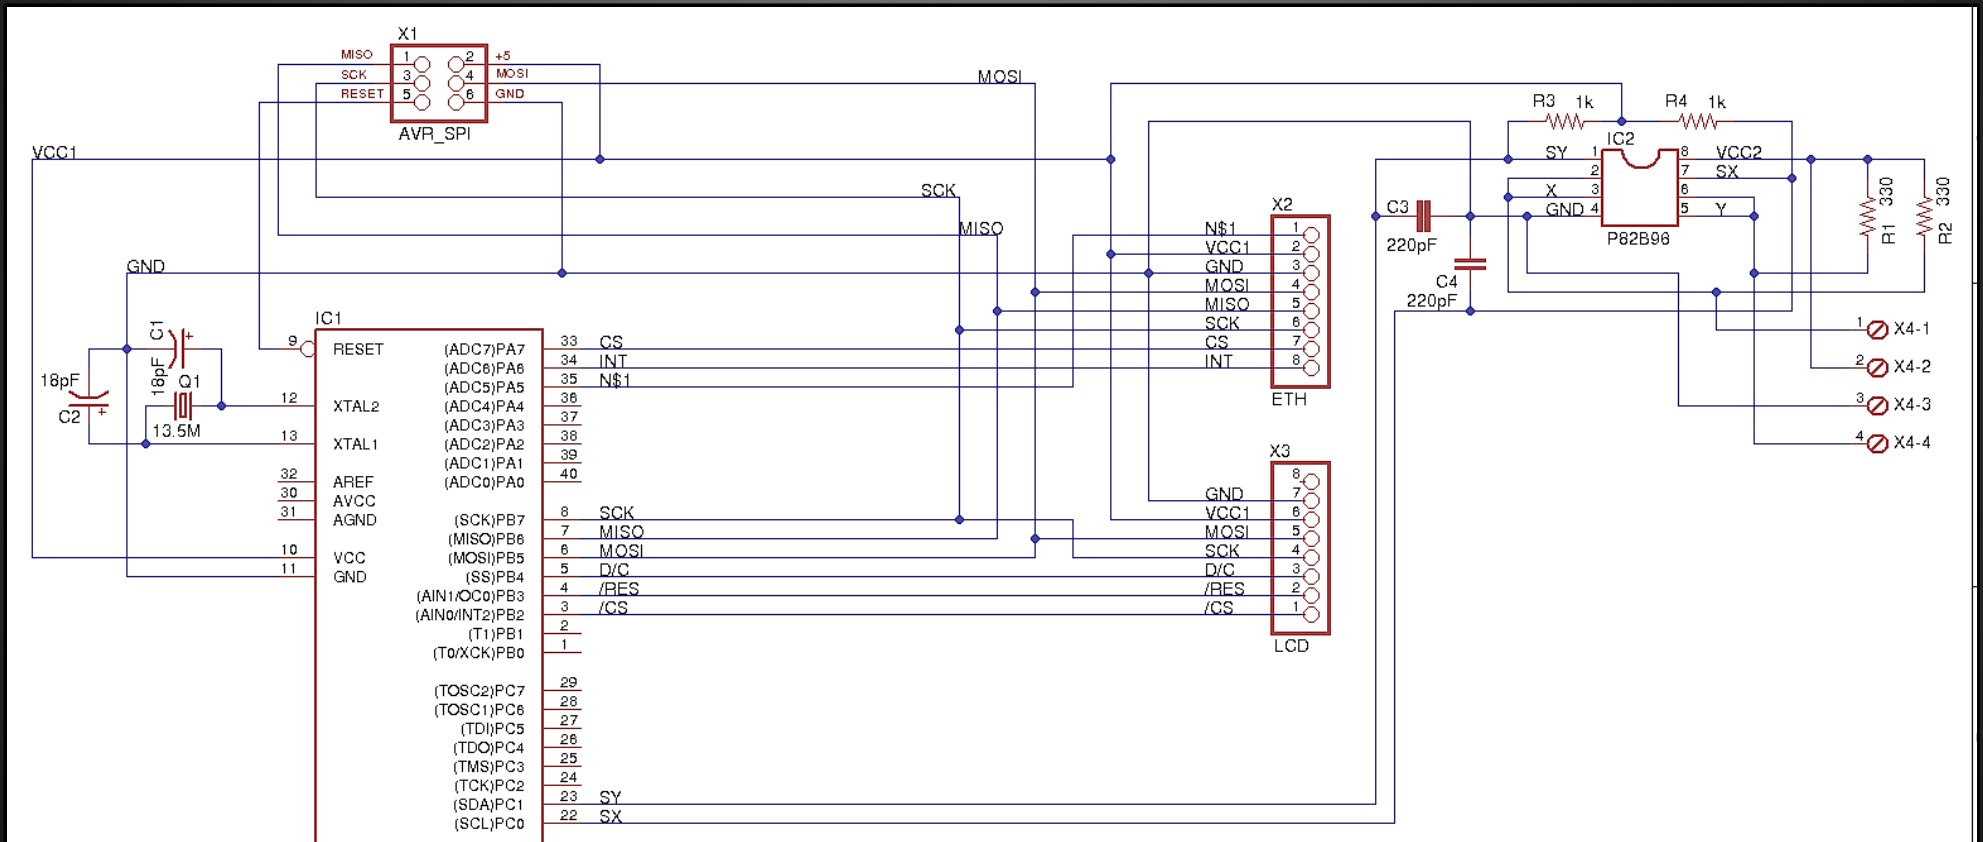 X1
MISO 1 2 +5
SCK 3 4 MOSI
RESET 5 6 GND
AVR_SPI
MOSI
VCC1
SCK
MISO
GND
R3 1k R4 1k
IC2
SY 1 8 VCC2
2 7 SX
X 3 6
GND 4 5 Y
P82B96
330
R1
330
R2
C3
220pF
C4
220pF
X2
N$1 1
VCC1 2
GND 3
MOSI 4
MISO 5
SCK 6
CS 7
INT 8
ETH
1 X4-1
2 X4-2
3 X4-3
4 X4-4
C1
+
18pF
18pF
C2
+
Q1
13.5M
IC1
9 RESET
12 XTAL2
13 XTAL1
32 AREF
30 AVCC
31 AGND
10 VCC
11 GND
(ADC7)PA7 33 CS
(ADC6)PA6 34 INT
(ADC5)PA5 35 N$1
(ADC4)PA4 36
(ADC3)PA3 37
(ADC2)PA2 38
(ADC1)PA1 39
(ADC0)PA0 40
(SCK)PB7 8 SCK
(MISO)PB6 7 MISO
(MOSI)PB5 6 MOSI
(SS)PB4 5 D/C
(AIN1/OC0)PB3 4 /RES
(AIN0/INT2)PB2 3 /CS
(T1)PB1 2
(T0/XCK)PB0 1
(TOSC2)PC7 29
(TOSC1)PC6 28
(TDI)PC5 27
(TDO)PC4 26
(TMS)PC3 25
(TCK)PC2 24
(SDA)PC1 23 SY
(SCL)PC0 22 SX
X3
8
GND 7
VCC1 6
MOSI 5
SCK 4
D/C 3
/RES 2
/CS 1
LCD